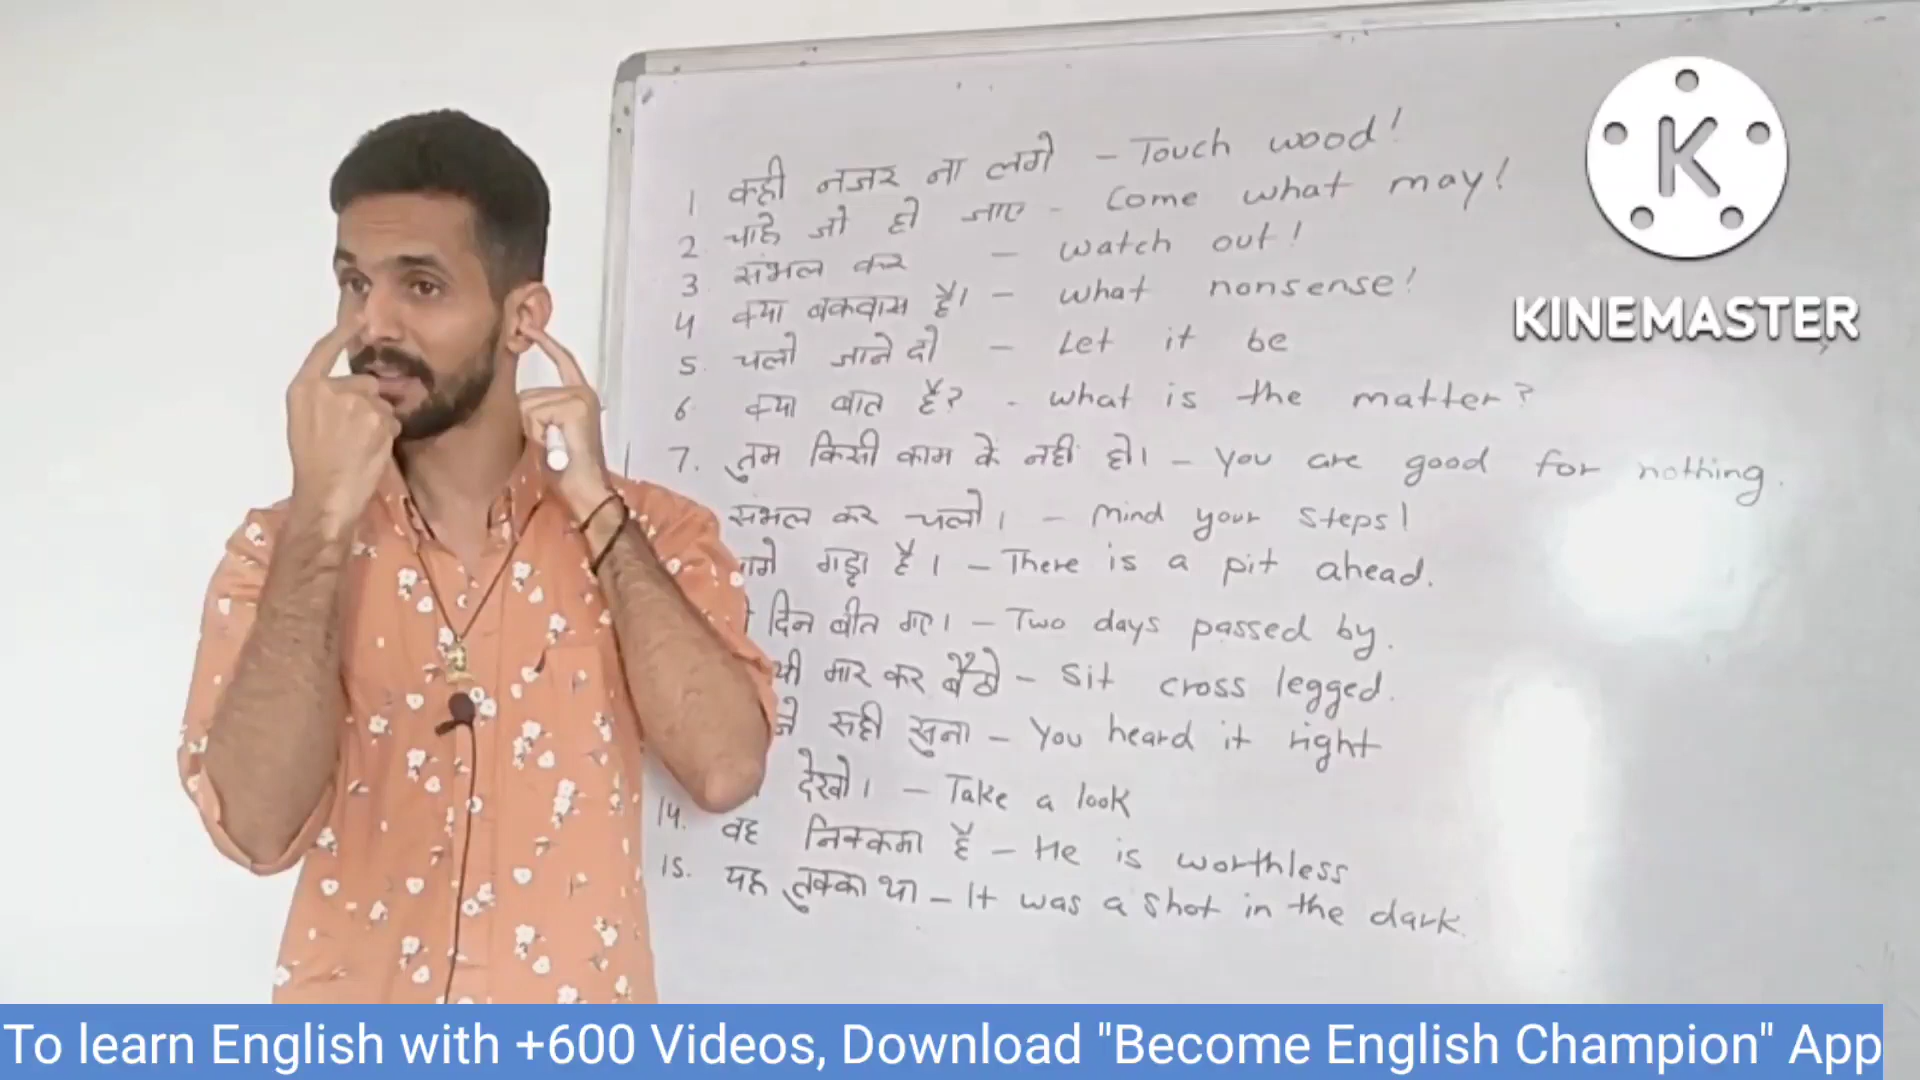 1 कही नजर ना लगे - Touch wood!
2 चाहे जो हो जाए - Come what may!
3 संभल कर - watch out!
4 क्या बकवास है। - what nonsense!
5. चलो जाने दो - Let it be
6 क्या बात है? - what is the matter?
7. तुम किसी काम के नही हो। - You are good for nothing.
संभल कर चलो। - Mind your steps!
गड्ढा है। - There is a pit ahead.
दिन बीत गए। - Two days passed by.
मार कर बैठो - Sit cross legged.
सही सुना - You heard it right
देखो। - Take a look
14. वह निक्कमा है - He is worthless
15. यह तुक्का था - It was a shot in the dark.
K
KINEMASTER
To learn English with +600 Videos, Download "Become English Champion" App